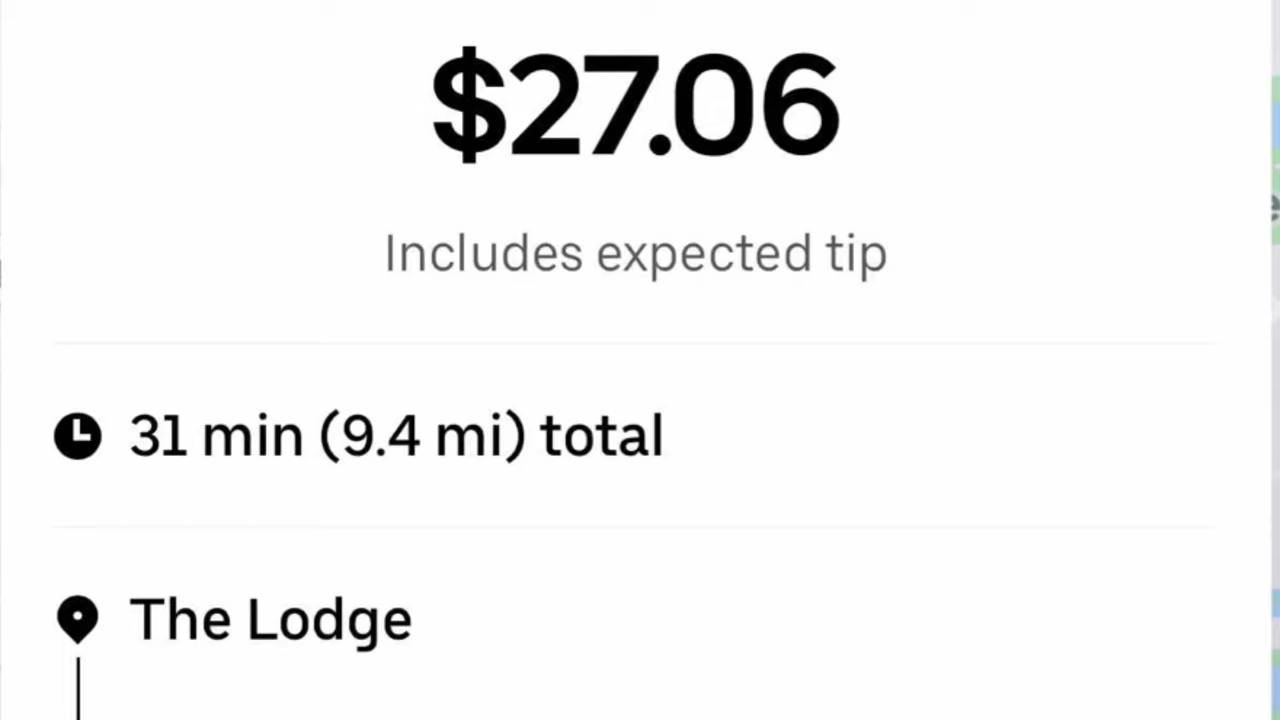 $27.06
Includes expected tip
31 min (9.4 mi) total
The Lodge